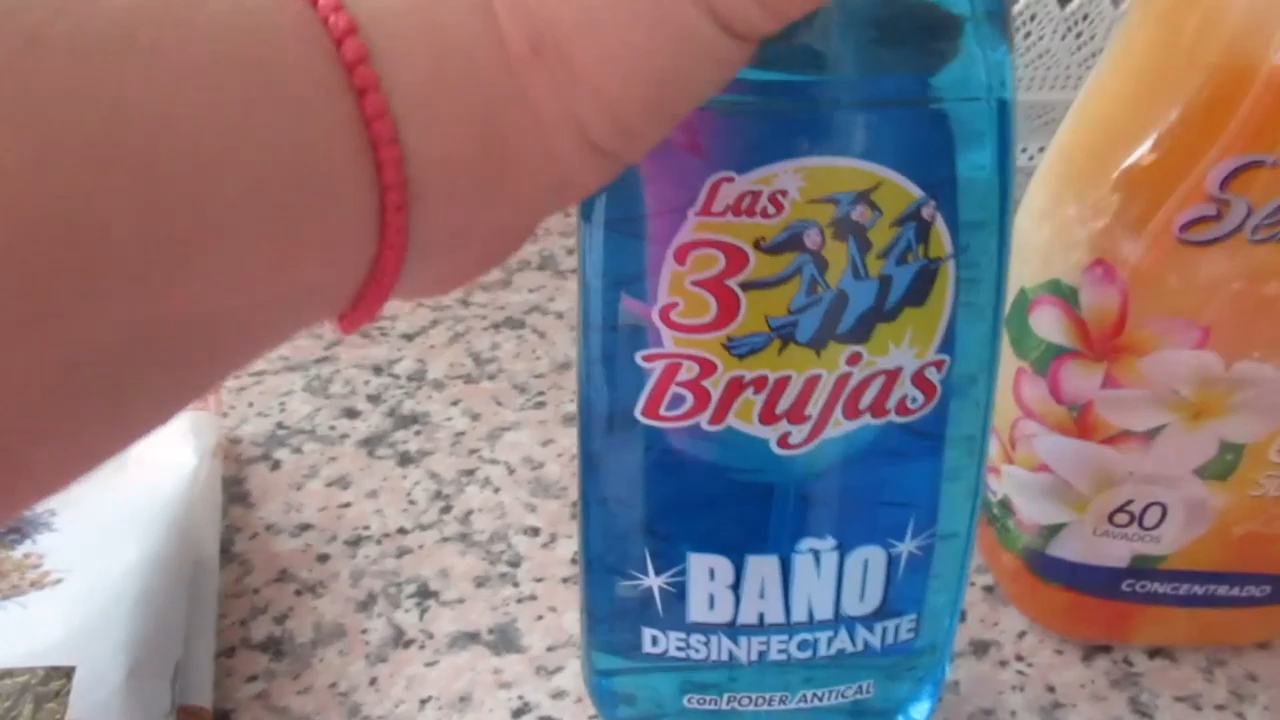 Las
3
Brujas
BAÑO
DESINFECTANTE
con PODER ANTICAL
60
LAVADOS
CONCENTRADO